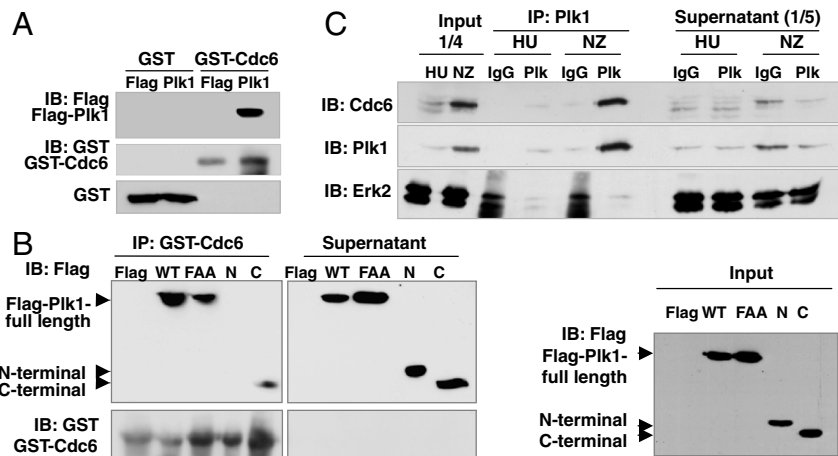 A
GST GST-Cdc6
Flag Plk1 Flag Plk1
IB: Flag
Flag-Plk1
IB: GST
GST-Cdc6
GST
C
Input
1/4
IP: Plk1
Supernatant (1/5)
HU NZ HU NZ
HU NZ IgG Plk IgG Plk IgG Plk IgG Plk
IB: Cdc6
IB: Plk1
IB: Erk2
B
IP: GST-Cdc6 Supernatant
IB: Flag
Flag WT FAA N C Flag WT FAA N C
Flag-Plk1-
full length
N-terminal
C-terminal
IB: GST
GST-Cdc6
Input
Flag WT FAA N C
IB: Flag
Flag-Plk1-
full length
N-terminal
C-terminal